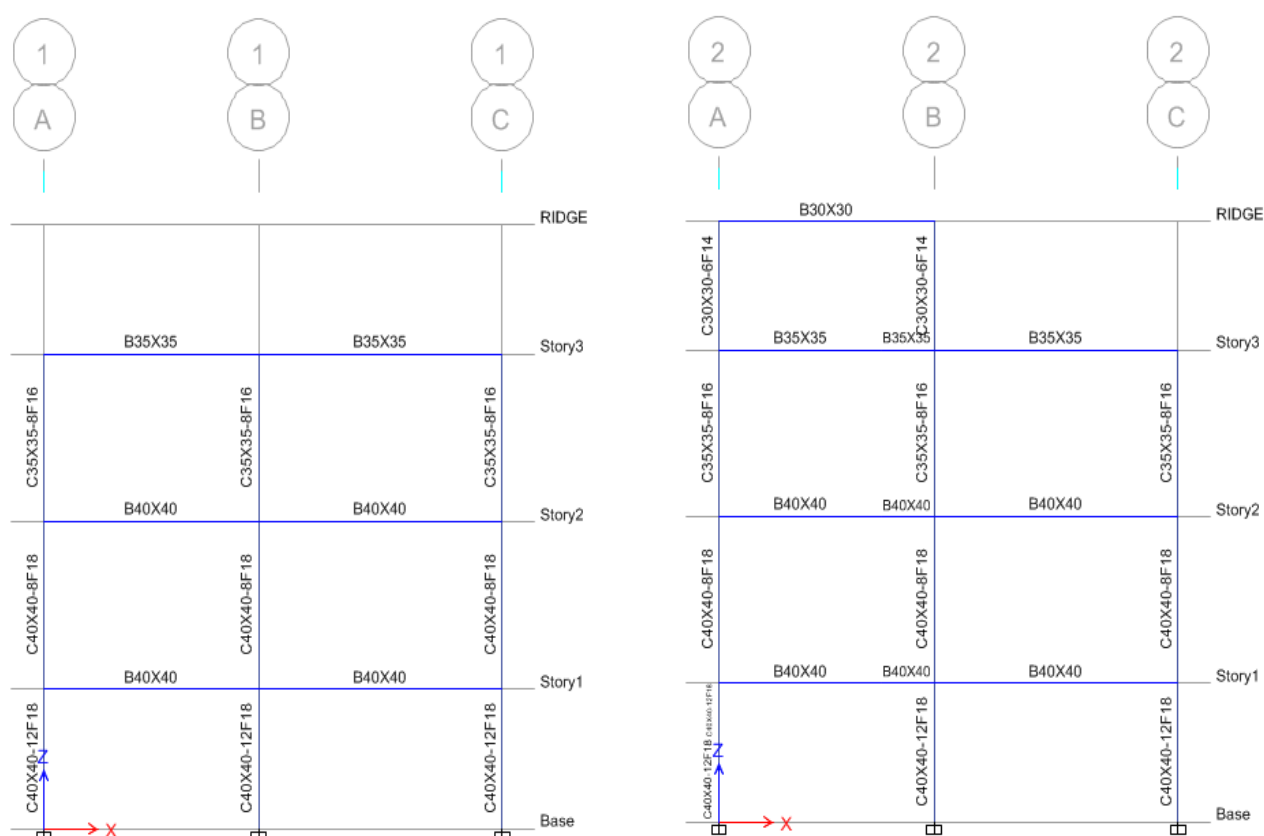 1 1 1
A B C
RIDGE
B35X35 B35X35 Story3
C35X35-8F16 C35X35-8F16 C35X35-8F16
B40X40 B40X40 Story2
C40X40-8F18 C40X40-8F18 C40X40-8F18
B40X40 B40X40 Story1
C40X40-12F18 C40X40-12F18 C40X40-12F18
Z
X
Base
2 2 2
A B C
B30X30 RIDGE
C30X30-6F14 C30X30-6F14
B35X35 B35X35 B35X35 Story3
C35X35-8F16 C35X35-8F16 C35X35-8F16
B40X40 B40X40 B40X40 Story2
C40X40-8F18 C40X40-8F18 C40X40-8F18
B40X40 B40X40 B40X40 Story1
C40X40-12F18 C40X40-12F18 C40X40-12F18 C40X40-12F18
Z
X
Base